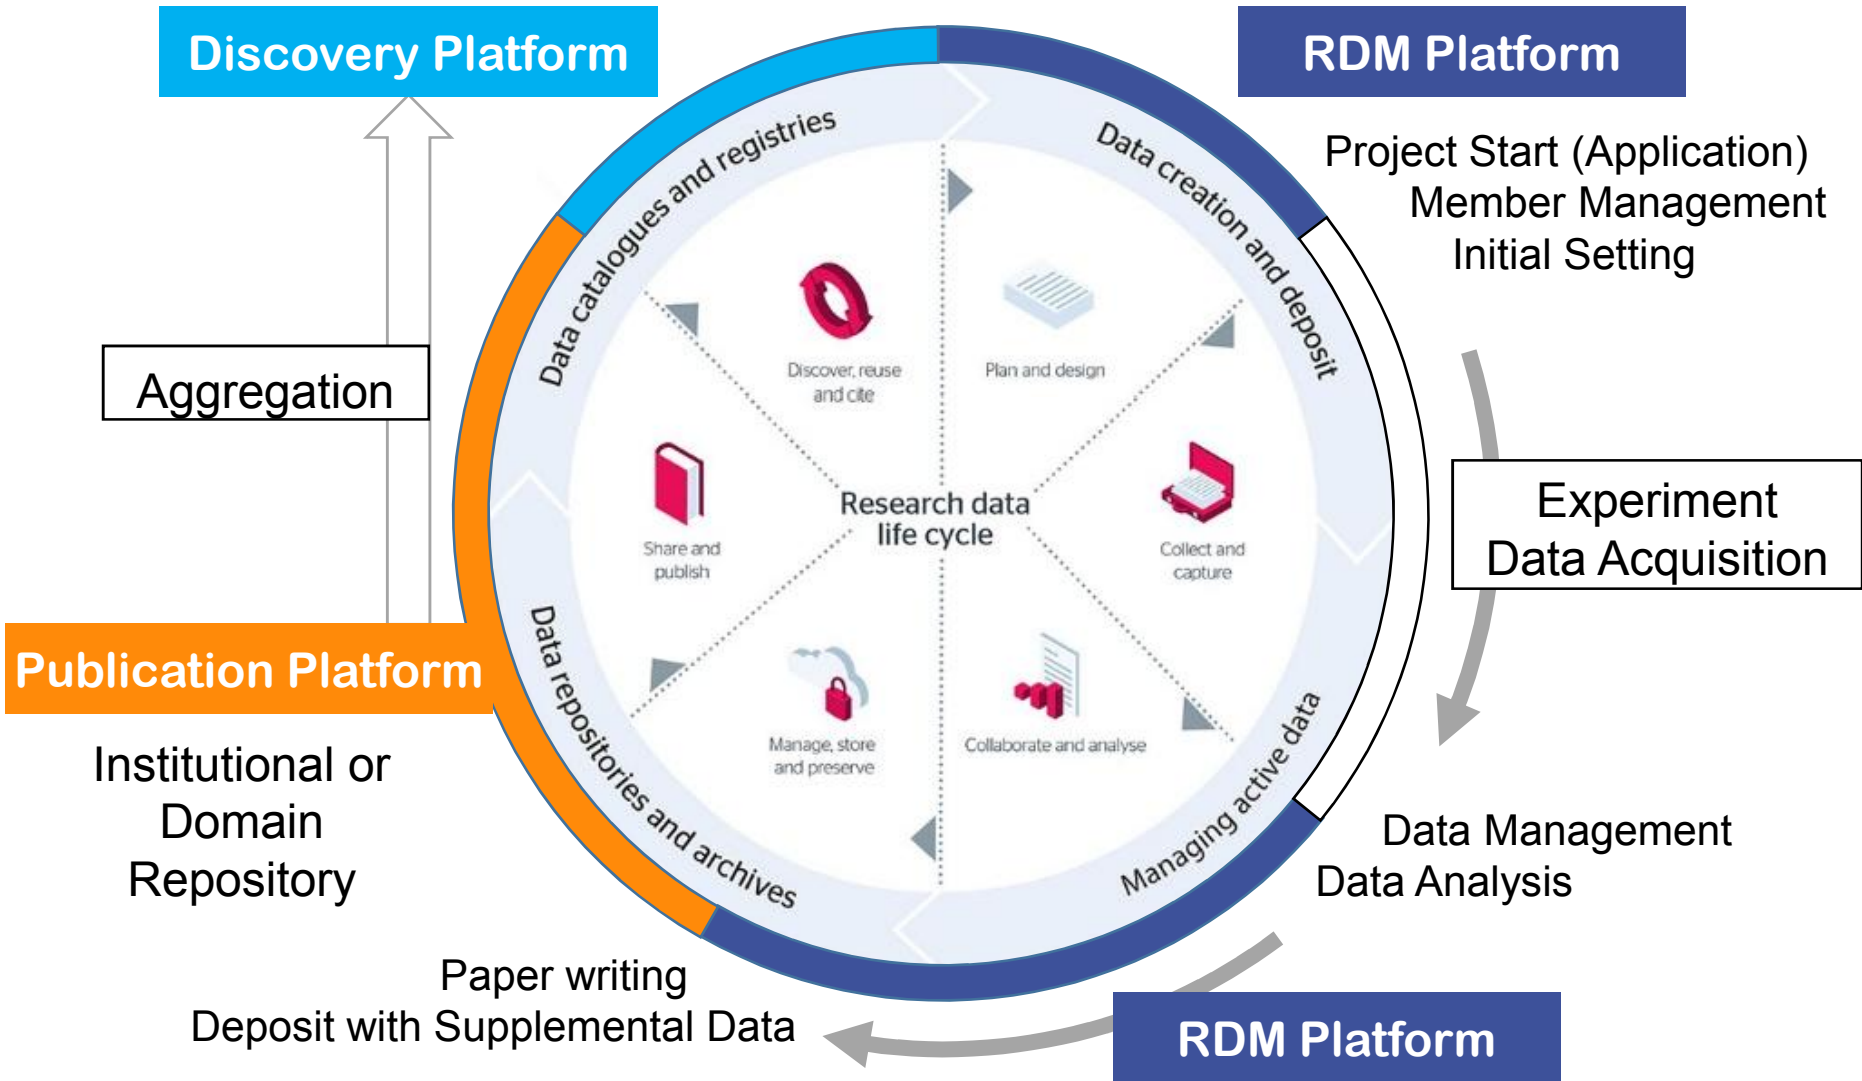 Discovery Platform
RDM Platform
Project Start (Application)
Member Management
Initial Setting
Data catalogues and registries
Data creation and deposit
Discover, reuse
and cite
Plan and design
Aggregation
Research data
life cycle
Experiment
Data Acquisition
Share and
publish
Collect and
capture
Publication Platform
Institutional or
Domain
Repository
Manage, store
and preserve
Collaborate and analyse
Data repositories and archives
Managing active data
Data Management
Data Analysis
Paper writing
Deposit with Supplemental Data
RDM Platform